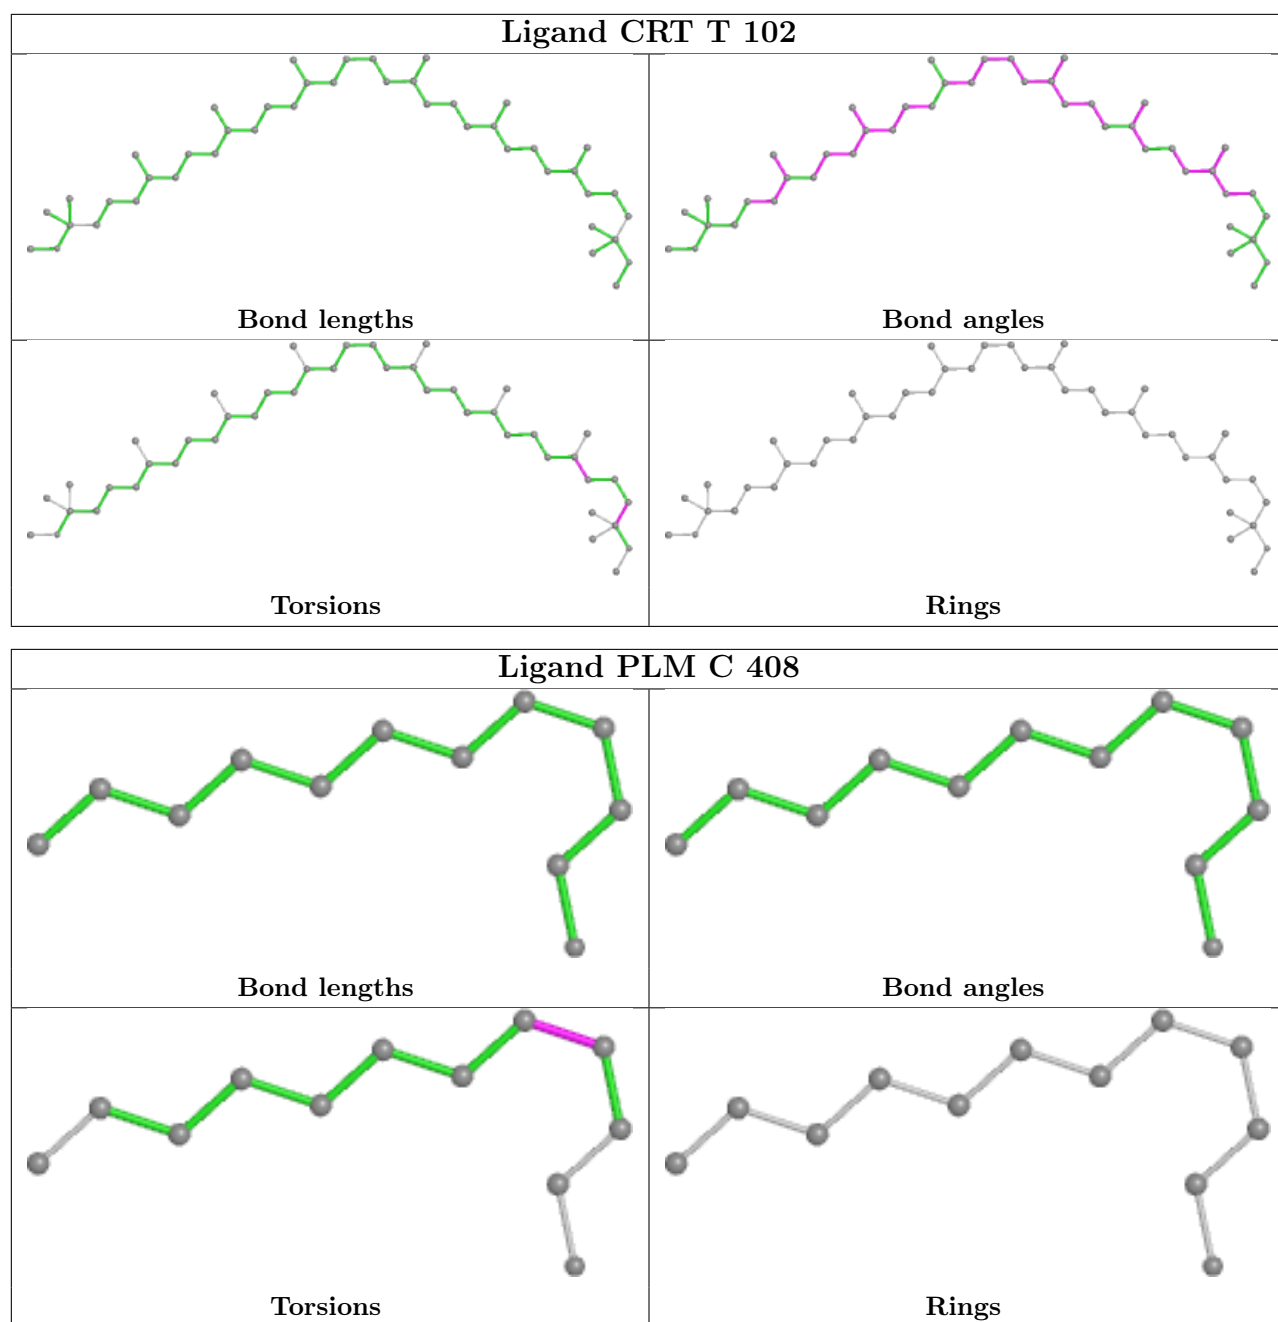 Ligand CRT T 102
Bond lengths
Bond angles
Torsions
Rings
Ligand PLM C 408
Bond lengths
Bond angles
Torsions
Rings